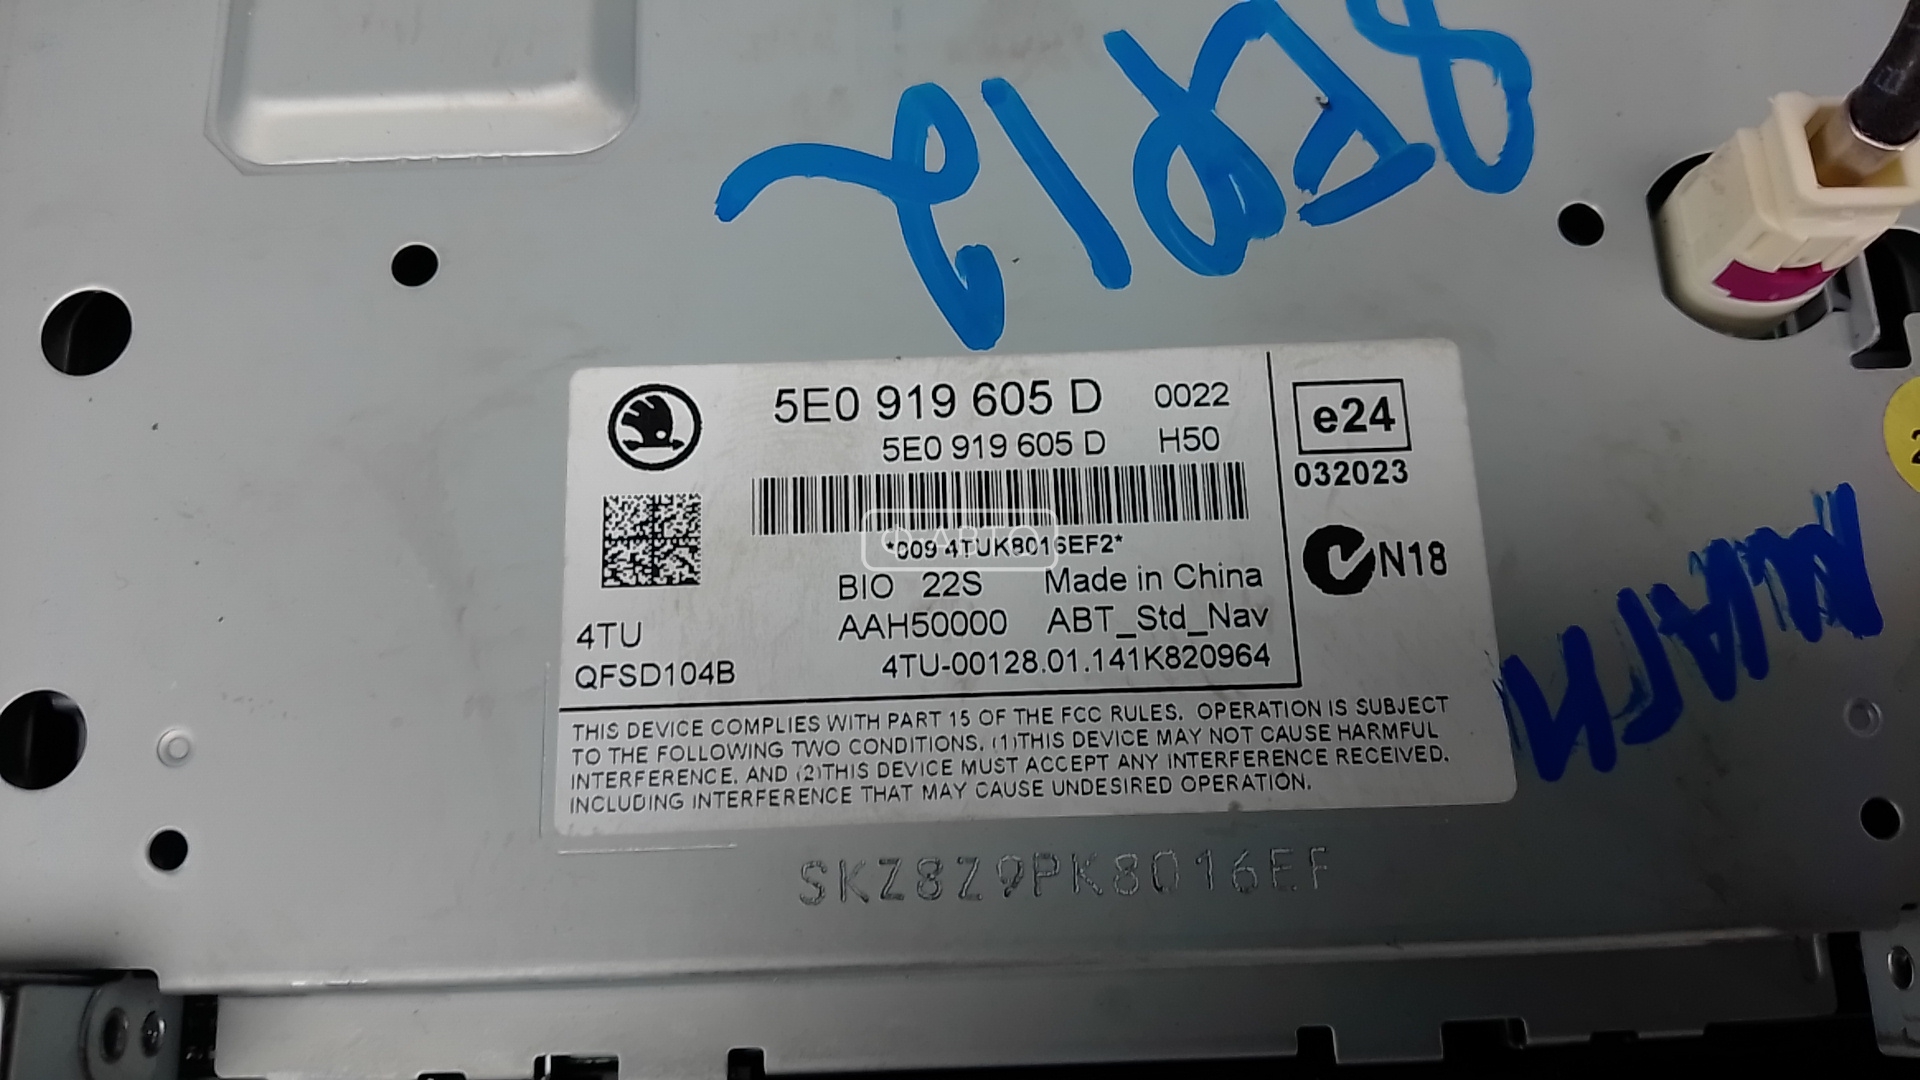 5E0 919 605 D 0022
5E0 919 605 D H50
e24
032023
N18
*009 4TUK8016EF2*
BIO 22S Made in China
4TU AAH50000 ABT_Std_Nav
QFSD104B 4TU-00128.01.141K820964
THIS DEVICE COMPLIES WITH PART 15 OF THE FCC RULES. OPERATION IS SUBJECT
TO THE FOLLOWING TWO CONDITIONS, (1)THIS DEVICE MAY NOT CAUSE HARMFUL
INTERFERENCE, AND (2)THIS DEVICE MUST ACCEPT ANY INTERFERENCE RECEIVED,
INCLUDING INTERFERENCE THAT MAY CAUSE UNDESIRED OPERATION.
SKZ8Z9PK8016EF